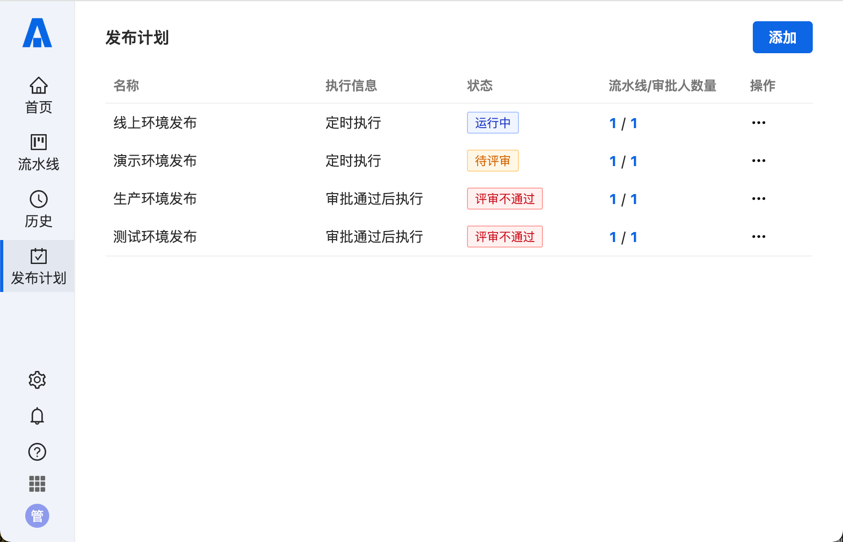 发布计划
添加
首页
流水线
历史
发布计划
管
名称 执行信息 状态 流水线/审批人数量 操作
线上环境发布 定时执行 运行中 1 / 1
演示环境发布 定时执行 待评审 1 / 1
生产环境发布 审批通过后执行 评审不通过 1 / 1
测试环境发布 审批通过后执行 评审不通过 1 / 1